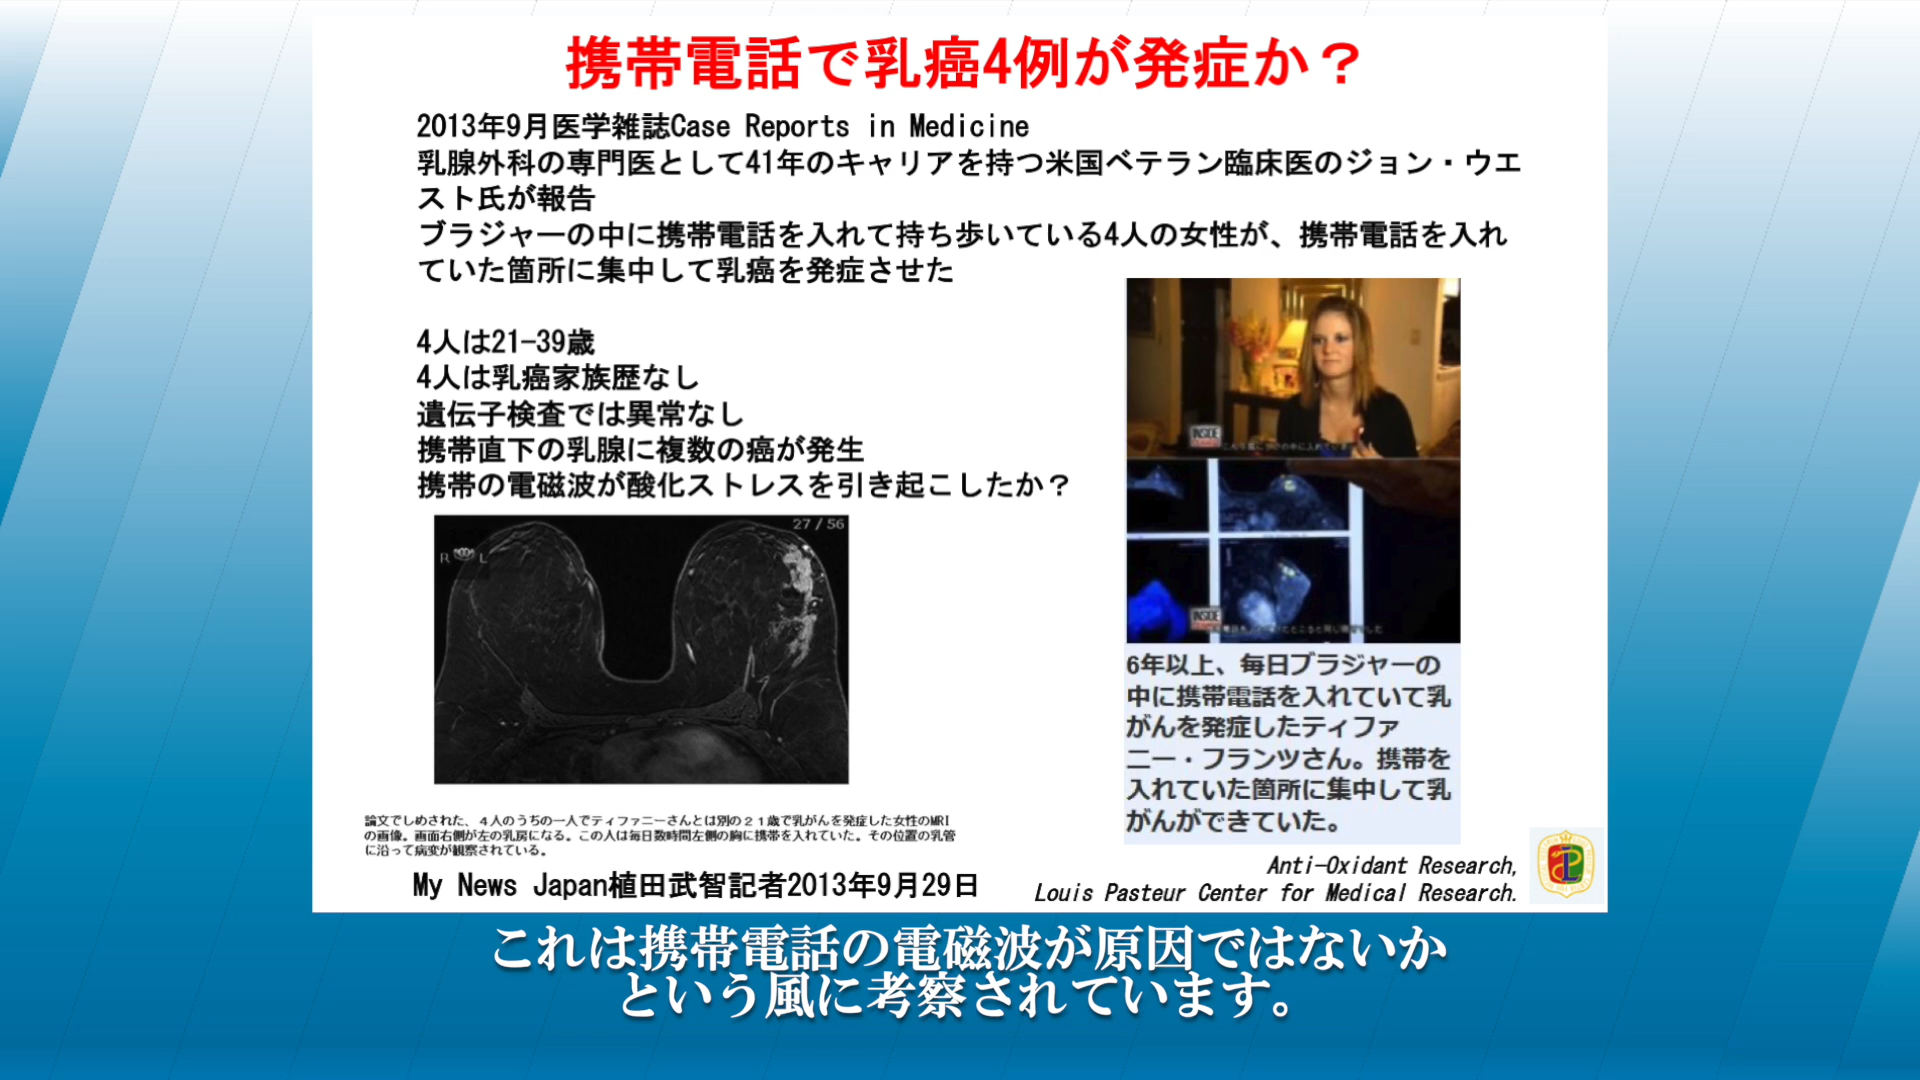 携帯電話で乳癌4例が発症か？
2013年9月医学雑誌Case Reports in Medicine
乳腺外科の専門医として41年のキャリアを持つ米国ベテラン臨床医のジョン・ウエ
スト氏が報告
ブラジャーの中に携帯電話を入れて持ち歩いている4人の女性が、携帯電話を入れ
ていた箇所に集中して乳癌を発症させた
4人は21-39歳
4人は乳癌家族歴なし
遺伝子検査では異常なし
携帯直下の乳腺に複数の癌が発生
携帯の電磁波が酸化ストレスを引き起こしたか？
27 / 56
R L
INSIDE
INSIDE
6年以上、毎日ブラジャーの
中に携帯電話を入れていて乳
がんを発症したティファ
ニー・フランツさん。携帯を
入れていた箇所に集中して乳
がんができていた。
論文でしめされた、４人のうちの一人でティファニーさんとは別の２１歳で乳がんを発症した女性のMRI
の画像。画面右側が左の乳房になる。この人は毎日数時間左側の胸に携帯を入れていた。その位置の乳管
に沿って病変が観察されている。
My News Japan植田武智記者2013年9月29日
Anti-Oxidant Research,
Louis Pasteur Center for Medical Research.
これは携帯電話の電磁波が原因ではないか
という風に考察されています。